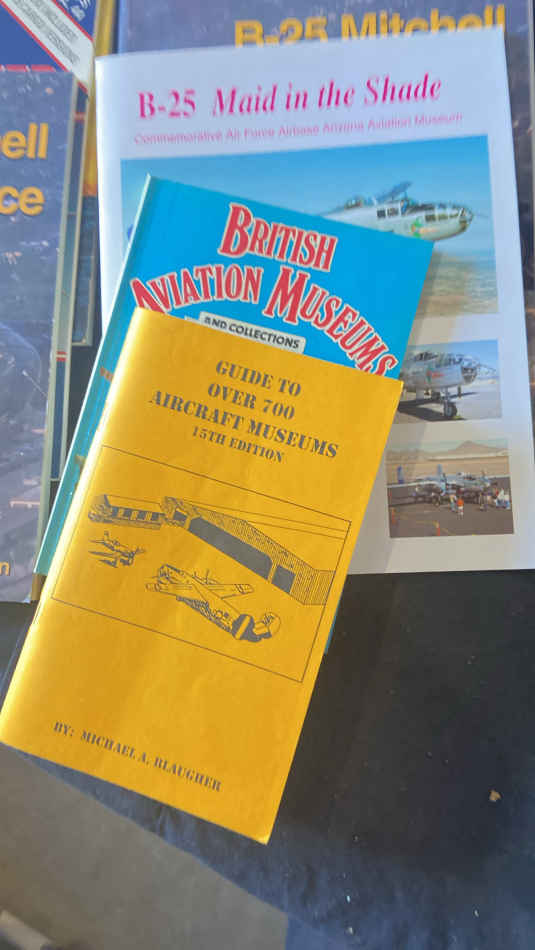 B-25 Mitchell
ell
ce
B-25 Maid in the Shade
Commemorative Air Force Airbase Arizona Aviation Museum
BRITISH
AVIATION MUSEUMS
AND COLLECTIONS
GUIDE TO
OVER 700
AIRCRAFT MUSEUMS
15TH EDITION
BY: MICHAEL A. BLAUGHER
n